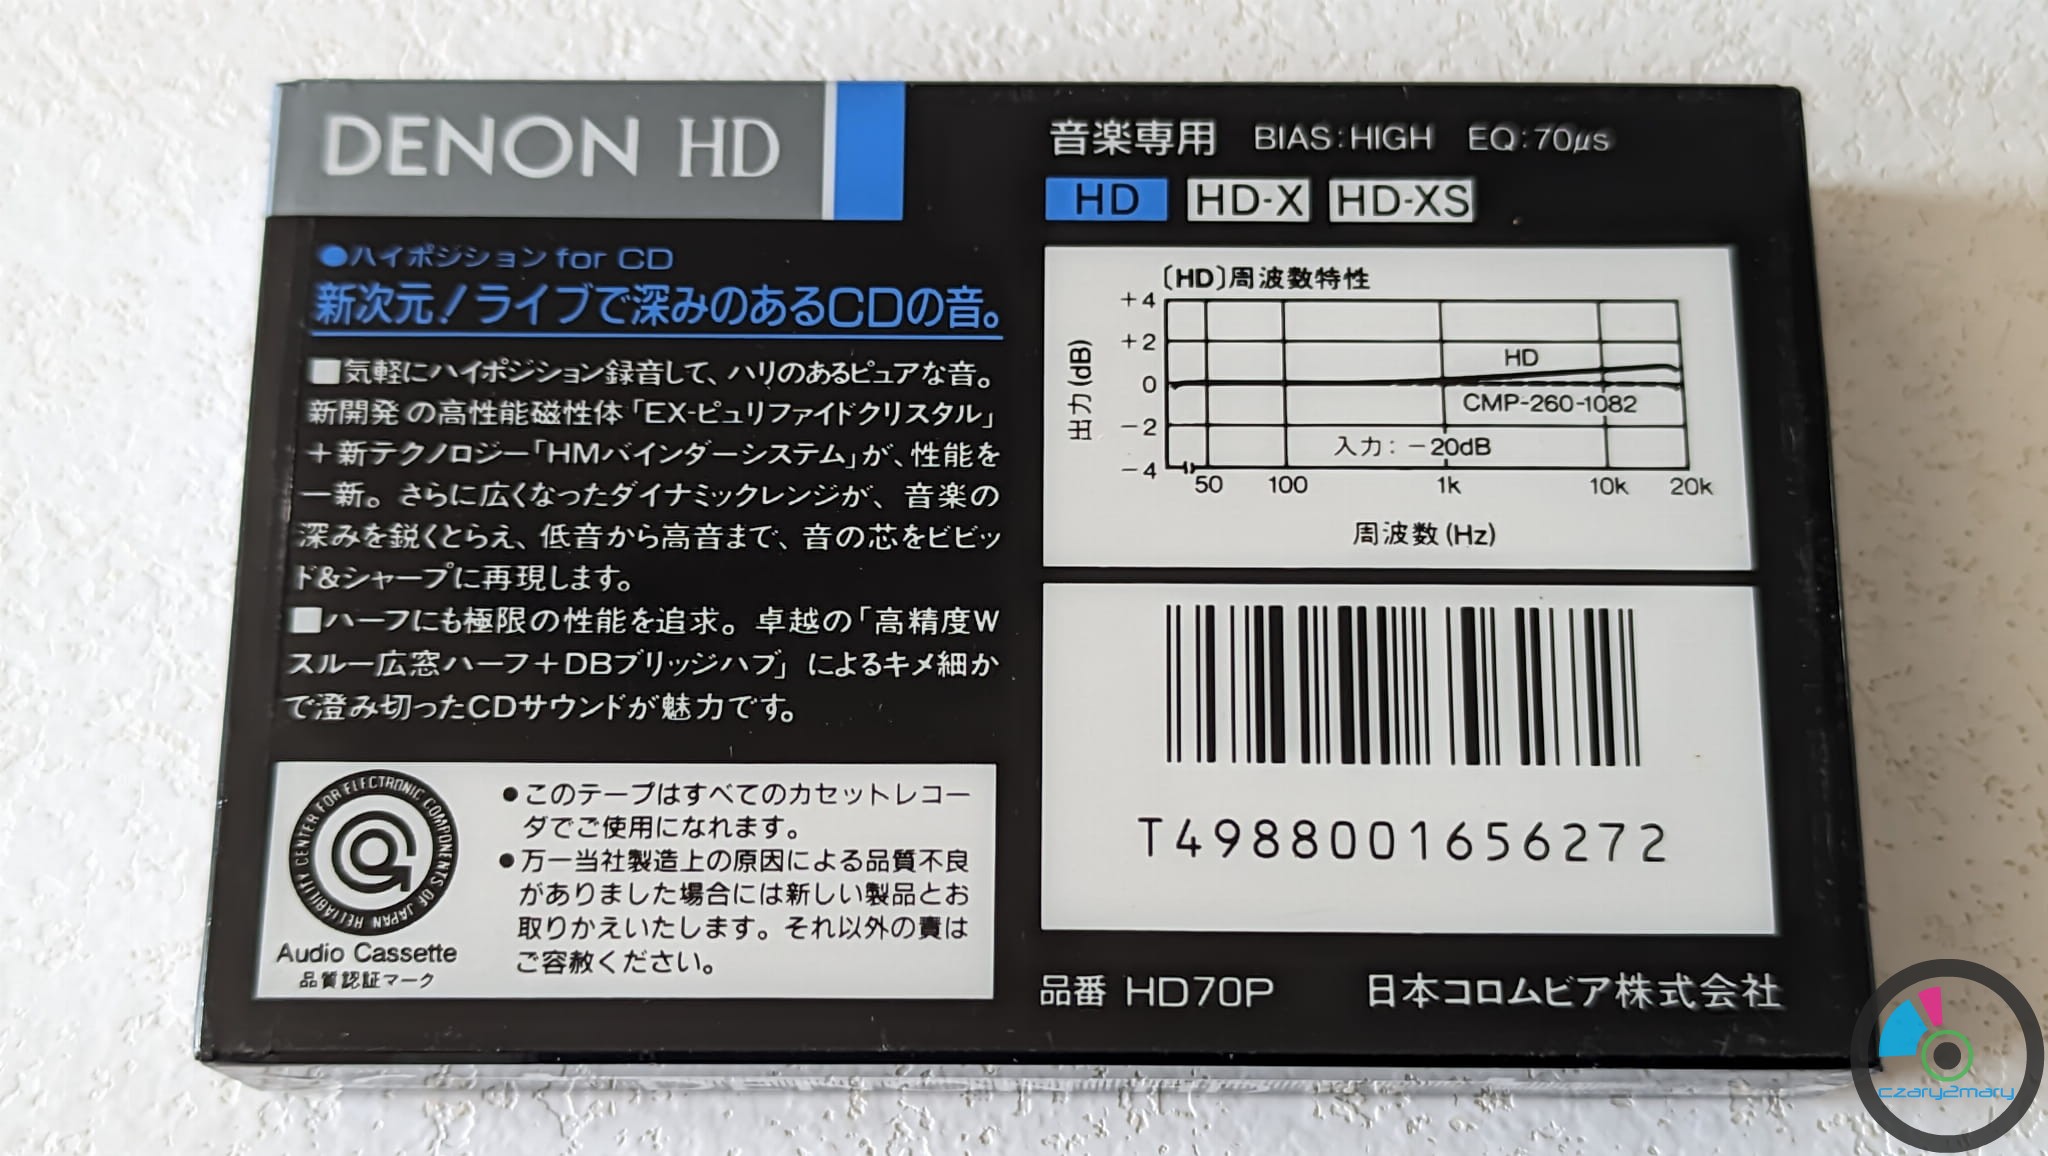 DENON HD
●ハイポジション for CD
新次元！ライブで深みのあるCDの音。
■気軽にハイポジション録音して、ハリのあるピュアな音。
新開発の高性能磁性体「EX-ピュリファイドクリスタル」
＋新テクノロジー「HMバインダーシステム」が、性能を
一新。さらに広くなったダイナミックレンジが、音楽の
深みを鋭くとらえ、低音から高音まで、音の芯をビビッ
ド&シャープに再現します。
■ハーフにも極限の性能を追求。卓越の「高精度W
スルー広窓ハーフ＋DBブリッジハブ」によるキメ細か
で澄み切ったCDサウンドが魅力です。
RELIABILITY CENTER FOR ELECTRONIC COMPONENTS OF JAPAN
Audio Cassette
品質認証マーク
●このテープはすべてのカセットレコー
ダでご使用になれます。
●万一当社製造上の原因による品質不良
がありました場合には新しい製品とお
取りかえいたします。それ以外の責は
ご容赦ください。
音楽専用 BIAS:HIGH EQ:70μs
HD HD-X HD-XS
〔HD〕周波数特性
+4
+2
0
-2
-4
出力(dB)
HD
CMP-260-1082
入力：-20dB
50 100 1k 10k 20k
周波数(Hz)
T4988001656272
品番 HD70P 日本コロムビア株式会社
czary2mary